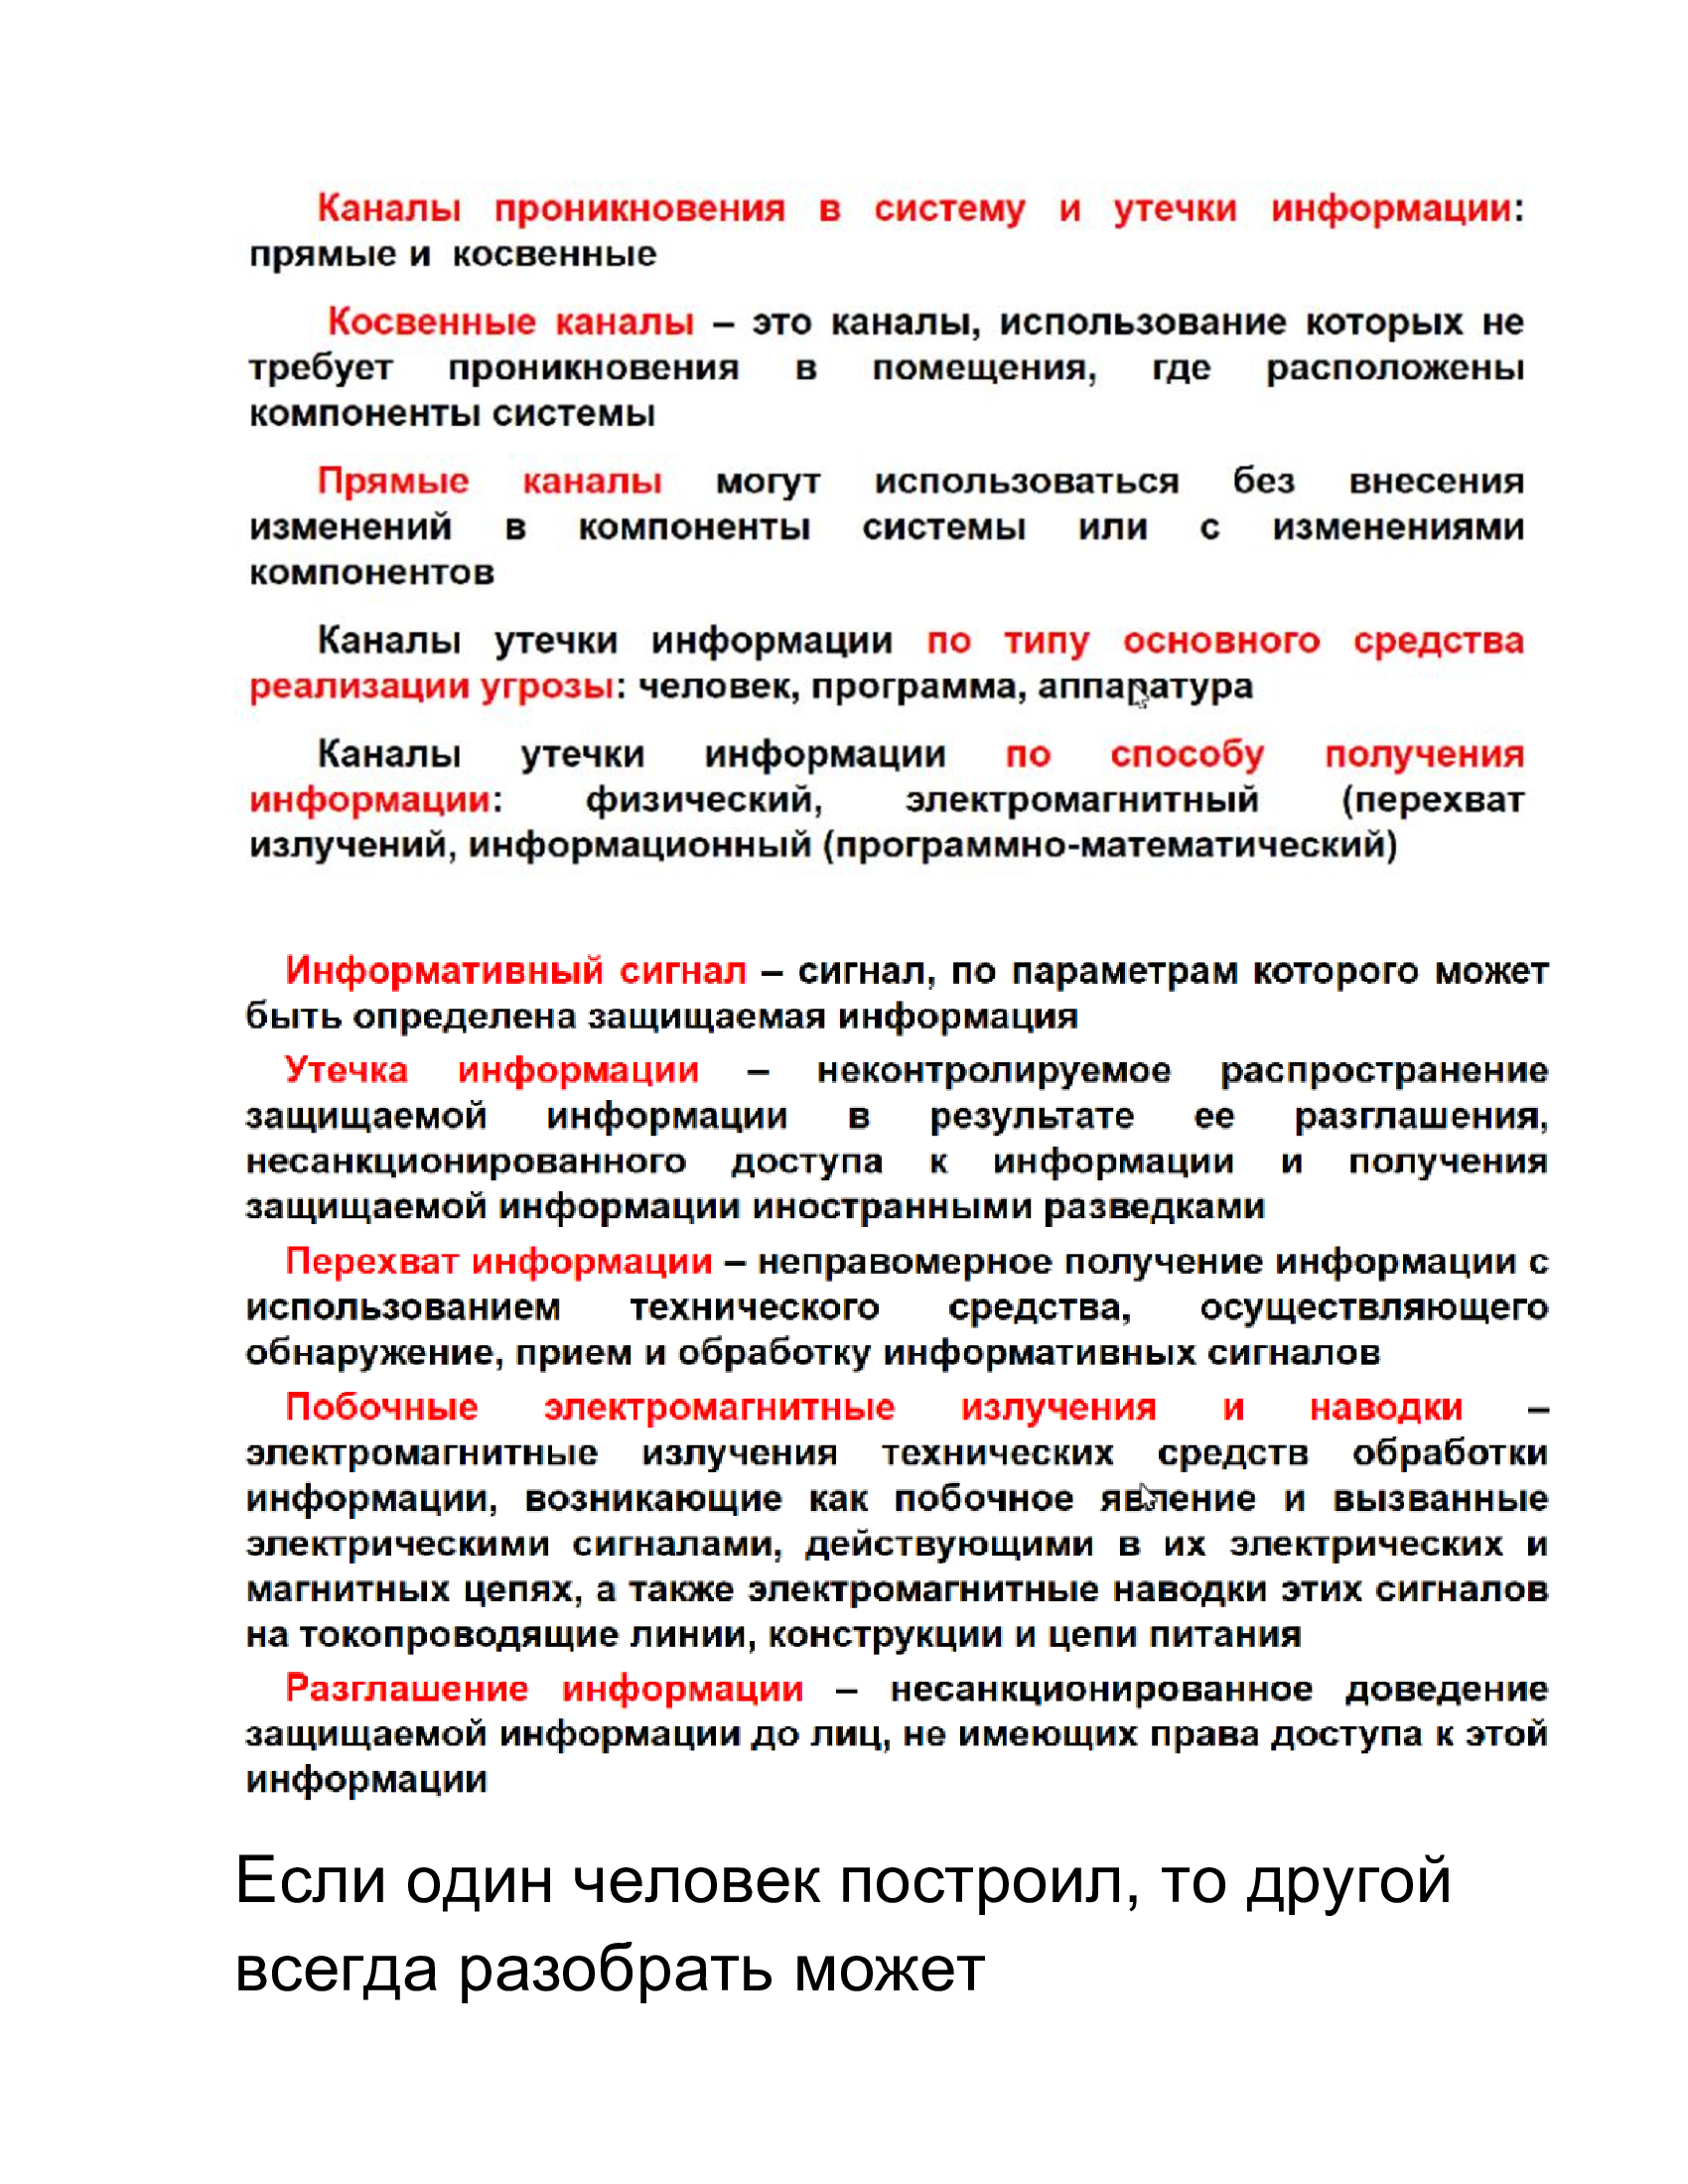 Каналы проникновения в систему и утечки информации:
прямые и косвенные
Косвенные каналы – это каналы, использование которых не
требует проникновения в помещения, где расположены
компоненты системы
Прямые каналы могут использоваться без внесения
изменений в компоненты системы или с изменениями
компонентов
Каналы утечки информации по типу основного средства
реализации угрозы: человек, программа, аппаратура
Каналы утечки информации по способу получения
информации: физический, электромагнитный (перехват
излучений, информационный (программно-математический)
Информативный сигнал – сигнал, по параметрам которого может
быть определена защищаемая информация
Утечка информации – неконтролируемое распространение
защищаемой информации в результате ее разглашения,
несанкционированного доступа к информации и получения
защищаемой информации иностранными разведками
Перехват информации – неправомерное получение информации с
использованием технического средства, осуществляющего
обнаружение, прием и обработку информативных сигналов
Побочные электромагнитные излучения и наводки –
электромагнитные излучения технических средств обработки
информации, возникающие как побочное явление и вызванные
электрическими сигналами, действующими в их электрических и
магнитных цепях, а также электромагнитные наводки этих сигналов
на токопроводящие линии, конструкции и цепи питания
Разглашение информации – несанкционированное доведение
защищаемой информации до лиц, не имеющих права доступа к этой
информации
Если один человек построил, то другой
всегда разобрать может